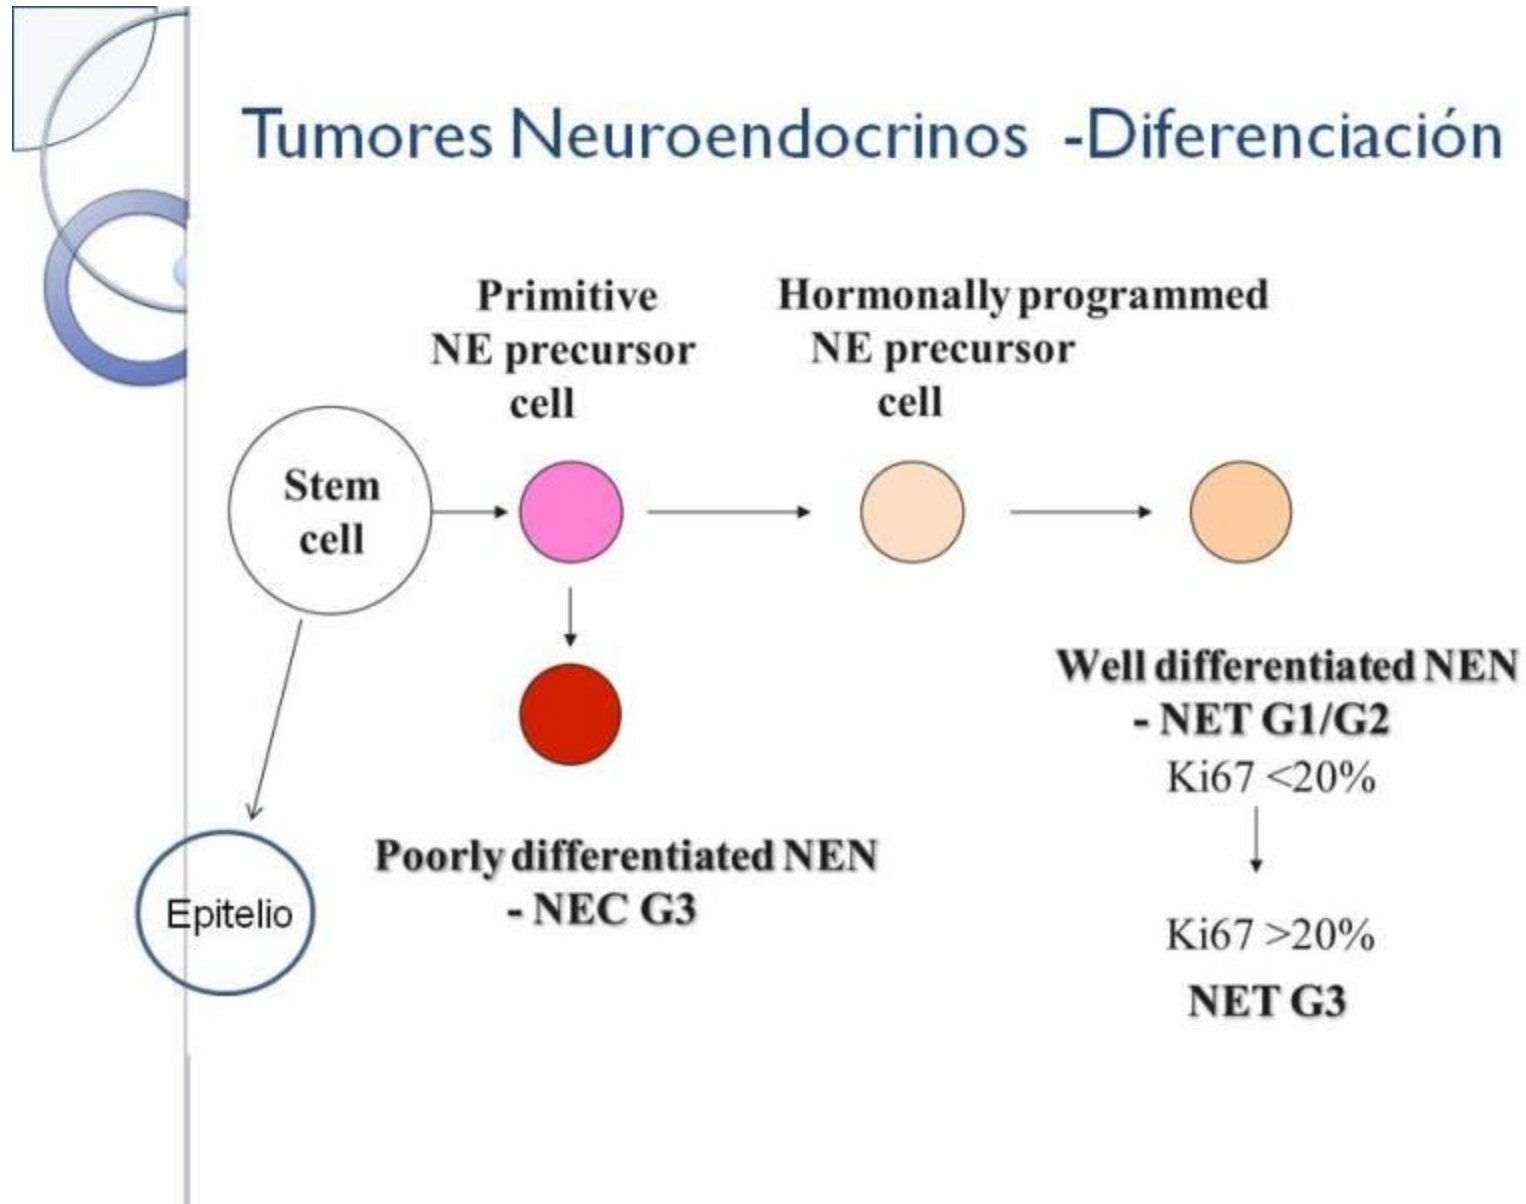 Tumores Neuroendocrinos -Diferenciación
Primitive
NE precursor
cell
Hormonally programmed
NE precursor
cell
Stem
cell
Well differentiated NEN
- NET G1/G2
Ki67 <20%
Poorly differentiated NEN
- NEC G3
Epitelio
Ki67 >20%
NET G3